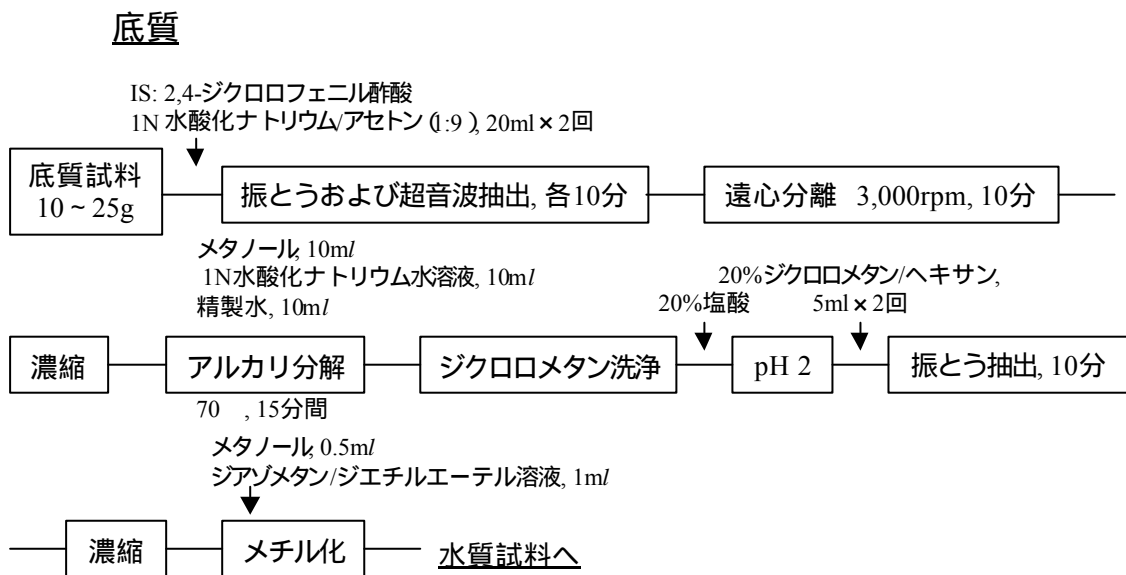 底質
IS: 2,4-ジクロロフェニル酢酸
1N 水酸化ナトリウム/アセトン (1:9 ), 20ml × 2回
底質試料
10 ~ 25g
振とうおよび超音波抽出, 各10分
遠心分離 3,000rpm, 10分
メタノール, 10ml
1N水酸化ナトリウム水溶液, 10ml
精製水, 10ml
20%塩酸
20%ジクロロメタン/ヘキサン,
5ml × 2回
濃縮
アルカリ分解
ジクロロメタン洗浄
pH 2
振とう抽出, 10分
70 , 15分間
メタノール, 0.5ml
ジアゾメタン/ジエチルエーテル溶液, 1ml
濃縮
メチル化
水質試料へ